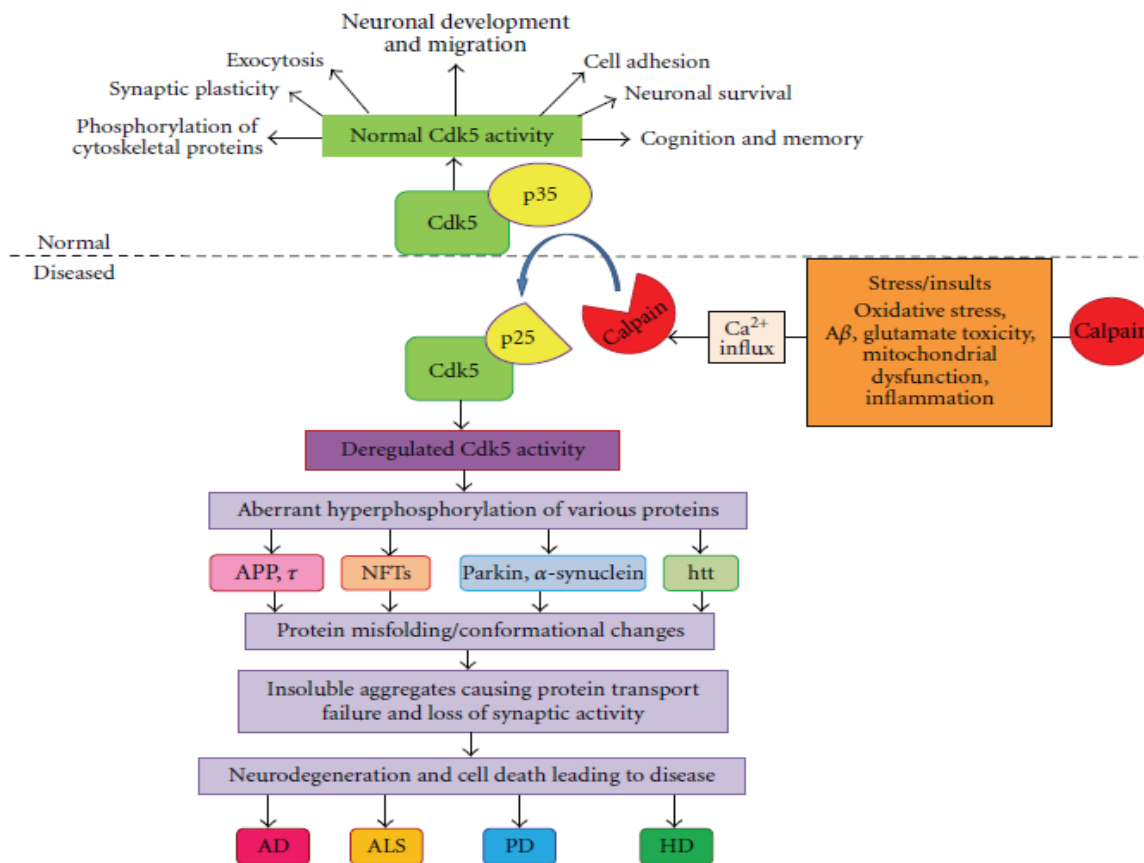 Neuronal development
and migration
Exocytosis
Cell adhesion
Synaptic plasticity
Neuronal survival
Phosphorylation of
cytoskeletal proteins
Normal Cdk5 activity
Cognition and memory
p35
Cdk5
Normal
Diseased
Stress/insults
Oxidative stress,
Aβ, glutamate toxicity,
mitochondrial
dysfunction,
inflammation
Calpain
Ca²⁺
influx
Calpain
p25
Cdk5
Deregulated Cdk5 activity
Aberrant hyperphosphorylation of various proteins
APP, τ
NFTs
Parkin, α-synuclein
htt
Protein misfolding/conformational changes
Insoluble aggregates causing protein transport
failure and loss of synaptic activity
Neurodegeneration and cell death leading to disease
AD
ALS
PD
HD